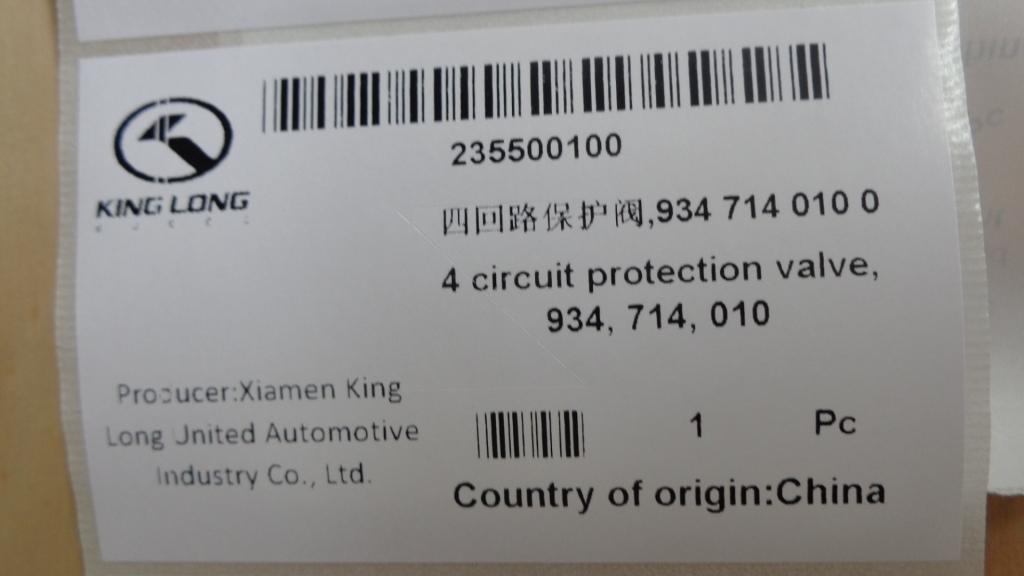 KING LONG
235500100
四回路保护阀,934 714 010 0
4 circuit protection valve,
934, 714, 010
Producer:Xiamen King
Long United Automotive
Industry Co., Ltd.
1 Pc
Country of origin:China